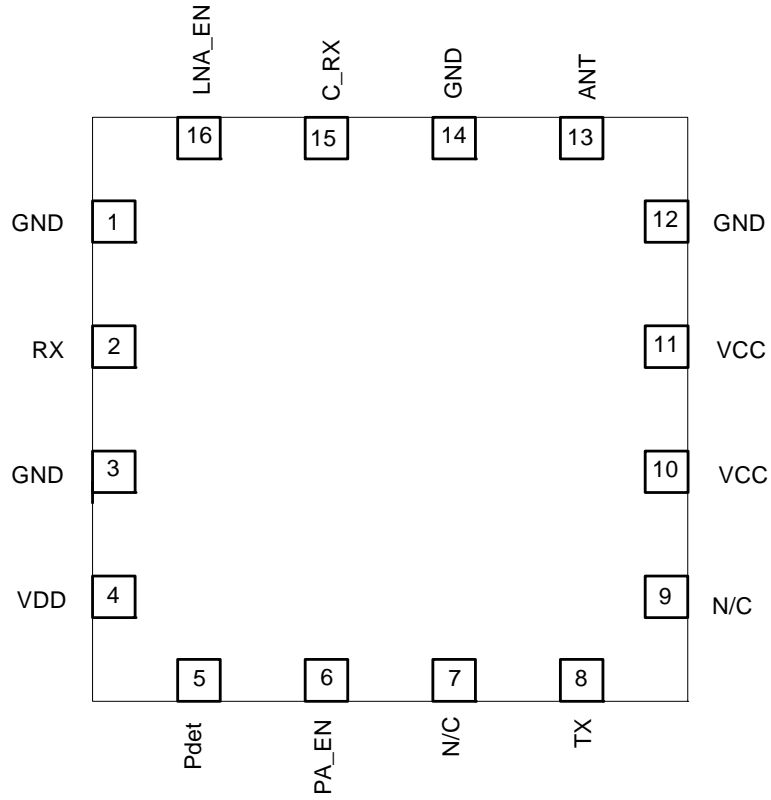 LNA_EN
C_RX
GND
ANT
16 15 14 13
GND 1 12 GND
RX 2 11 VCC
GND 3 10 VCC
VDD 4 9 N/C
5 6 7 8
Pdet
PA_EN
N/C
TX